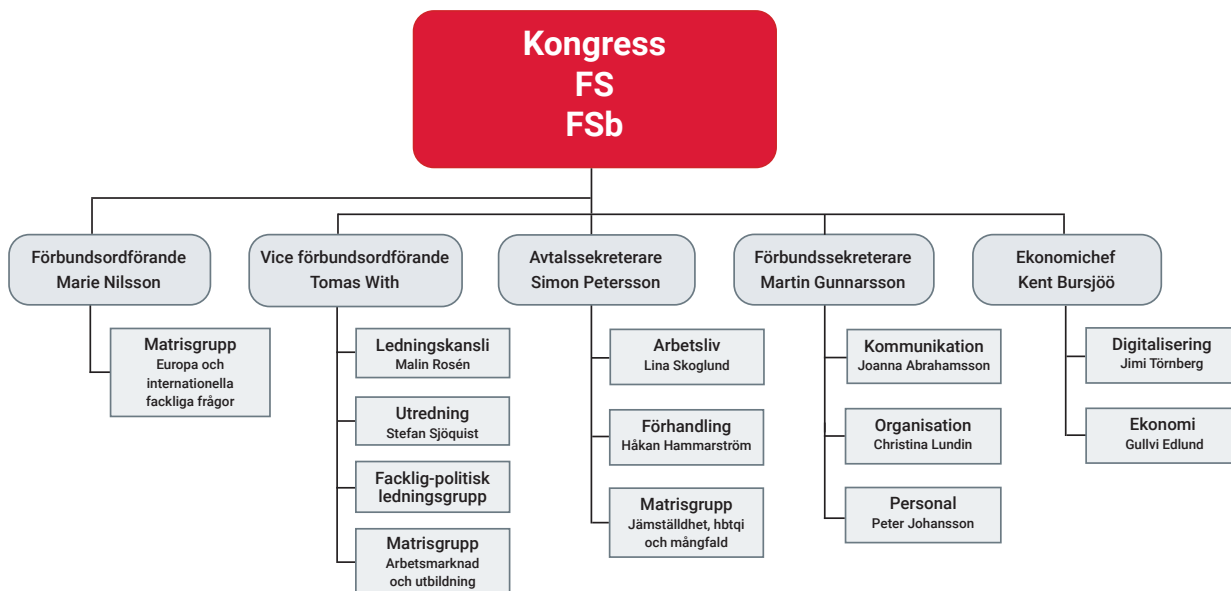 Kongress
FS
FSb
Förbundsordförande
Marie Nilsson
Matrisgrupp
Europa och
internationella
fackliga frågor
Vice förbundsordförande
Tomas With
Ledningskansli
Malin Rosén
Utredning
Stefan Sjöquist
Facklig-politisk
ledningsgrupp
Matrisgrupp
Arbetsmarknad
och utbildning
Avtalssekreterare
Simon Petersson
Arbetsliv
Lina Skoglund
Förhandling
Håkan Hammarström
Matrisgrupp
Jämställdhet, hbtqi
och mångfald
Förbundssekreterare
Martin Gunnarsson
Kommunikation
Joanna Abrahamsson
Organisation
Christina Lundin
Personal
Peter Johansson
Ekonomichef
Kent Bursjöö
Digitalisering
Jimi Törnberg
Ekonomi
Gullvi Edlund